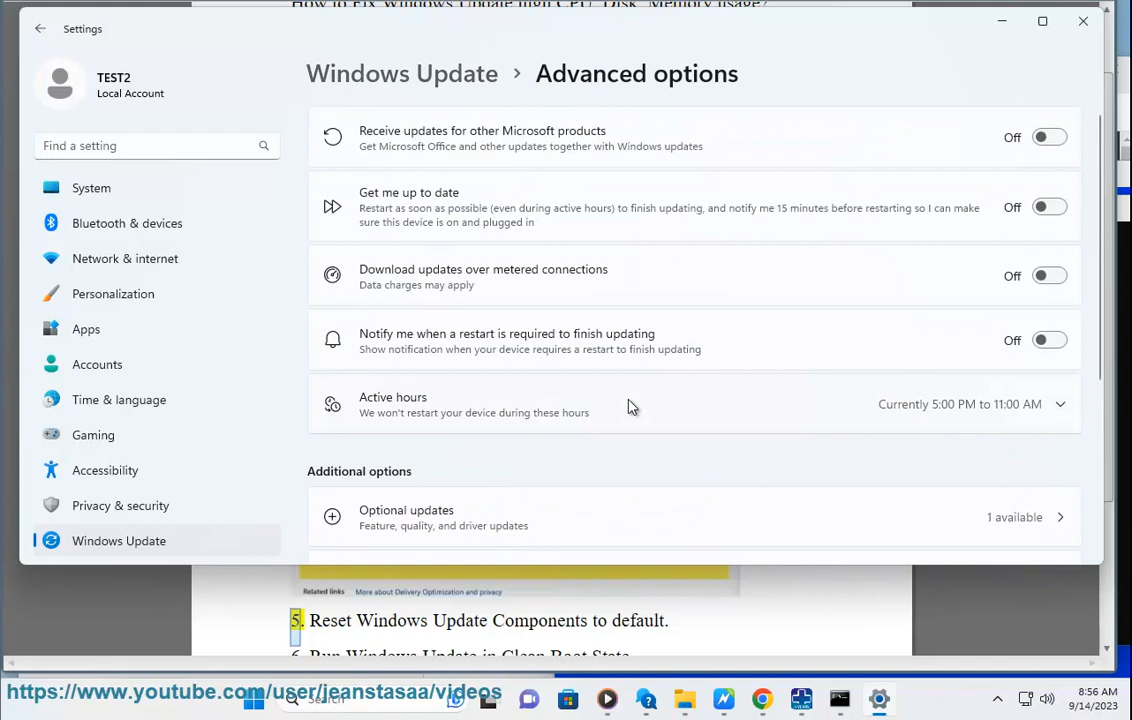 How to Fix Windows Update high CPU, Disk, Memory usage?
Settings
TEST2
Local Account
Find a setting
System
Bluetooth & devices
Network & internet
Personalization
Apps
Accounts
Time & language
Gaming
Accessibility
Privacy & security
Windows Update
Windows Update > Advanced options
Receive updates for other Microsoft products
Get Microsoft Office and other updates together with Windows updates
Off
Get me up to date
Restart as soon as possible (even during active hours) to finish updating, and notify me 15 minutes before restarting so I can make
sure this device is on and plugged in
Off
Download updates over metered connections
Data charges may apply
Off
Notify me when a restart is required to finish updating
Show notification when your device requires a restart to finish updating
Off
Active hours
We won't restart your device during these hours
Currently 5:00 PM to 11:00 AM
Additional options
Optional updates
Feature, quality, and driver updates
1 available
Related links More about Delivery Optimization and privacy
5. Reset Windows Update Components to default.
6. Run Windows Update in Clean Boot State
https://www.youtube.com/user/jeanstasaa/videos
Search
8:56 AM
9/14/2023